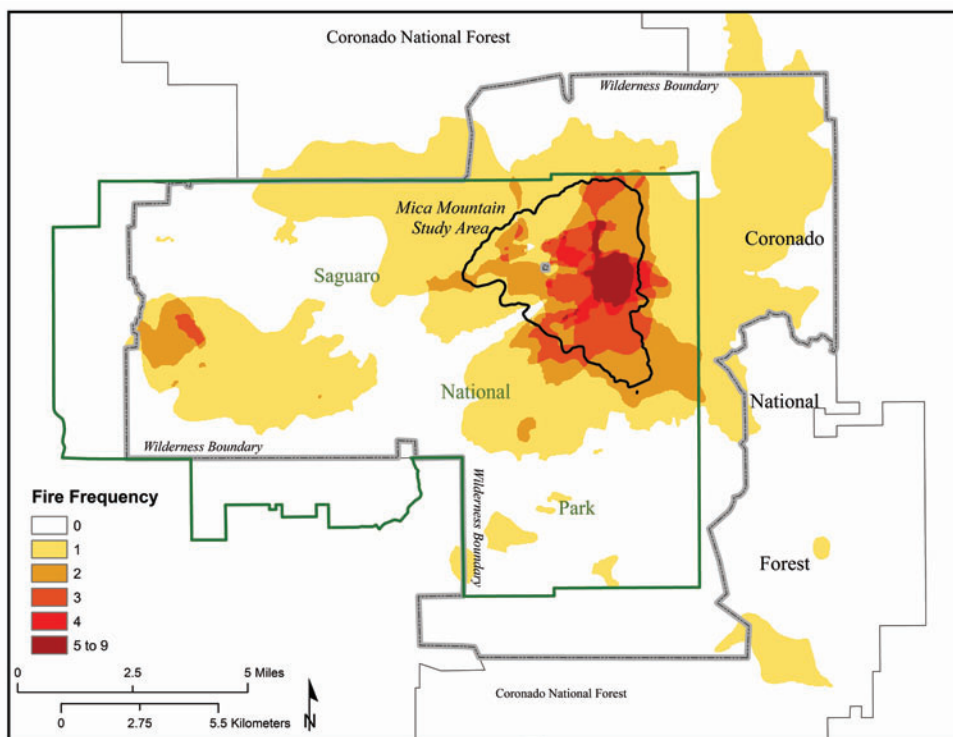 Coronado National Forest
Wilderness Boundary
Mica Mountain
Study Area
Coronado
Saguaro
National
National
Wilderness Boundary
Wilderness Boundary
Park
Forest
Fire Frequency
0
1
2
3
4
5 to 9
0 2.5 5 Miles
0 2.75 5.5 Kilometers
N
Coronado National Forest